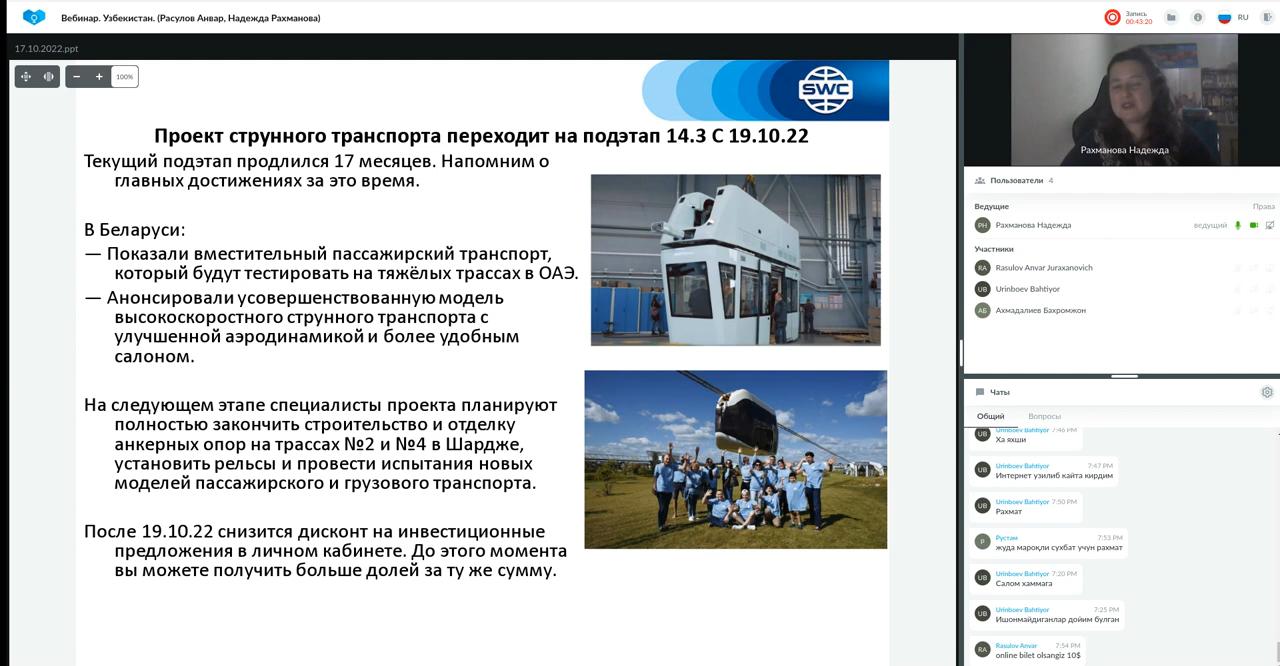 Вебинар. Узбекистан. (Расулов Анвар, Надежда Рахманова)
Запись
00:43:20
RU
17.10.2022.ppt
100%
SWC
Проект струнного транспорта переходит на подэтап 14.3 С 19.10.22
Текущий подэтап продлился 17 месяцев. Напомним о
главных достижениях за это время.
В Беларуси:
— Показали вместительный пассажирский транспорт,
который будут тестировать на тяжёлых трассах в ОАЭ.
— Анонсировали усовершенствованную модель
высокоскоростного струнного транспорта с
улучшенной аэродинамикой и более удобным
салоном.
На следующем этапе специалисты проекта планируют
полностью закончить строительство и отделку
анкерных опор на трассах №2 и №4 в Шардже,
установить рельсы и провести испытания новых
моделей пассажирского и грузового транспорта.
После 19.10.22 снизится дисконт на инвестиционные
предложения в личном кабинете. До этого момента
вы можете получить больше долей за ту же сумму.
Рахманова Надежда
Пользователи 4
Ведущие Права
РН Рахманова Надежда ведущий
Участники
RA Rasulov Anvar Juraxanovich
UB Urinboev Bahtiyor
АБ Ахмадалиев Бахромжон
Чаты
Общий Вопросы
UB Urinboev Bahtiyor 7:46 PM
Ха яхши
UB Urinboev Bahtiyor 7:47 PM
Интернет узилиб кайта кирдим
UB Urinboev Bahtiyor 7:50 PM
Рахмат
Р Рустам 7:53 PM
жуда мароқли сухбат учун рахмат
UB Urinboev Bahtiyor 7:20 PM
Салом хаммага
UB Urinboev Bahtiyor 7:25 PM
Ишонмайдиганлар дойим булган
RA Rasulov Anvar 7:54 PM
online bilet olsangiz 10$